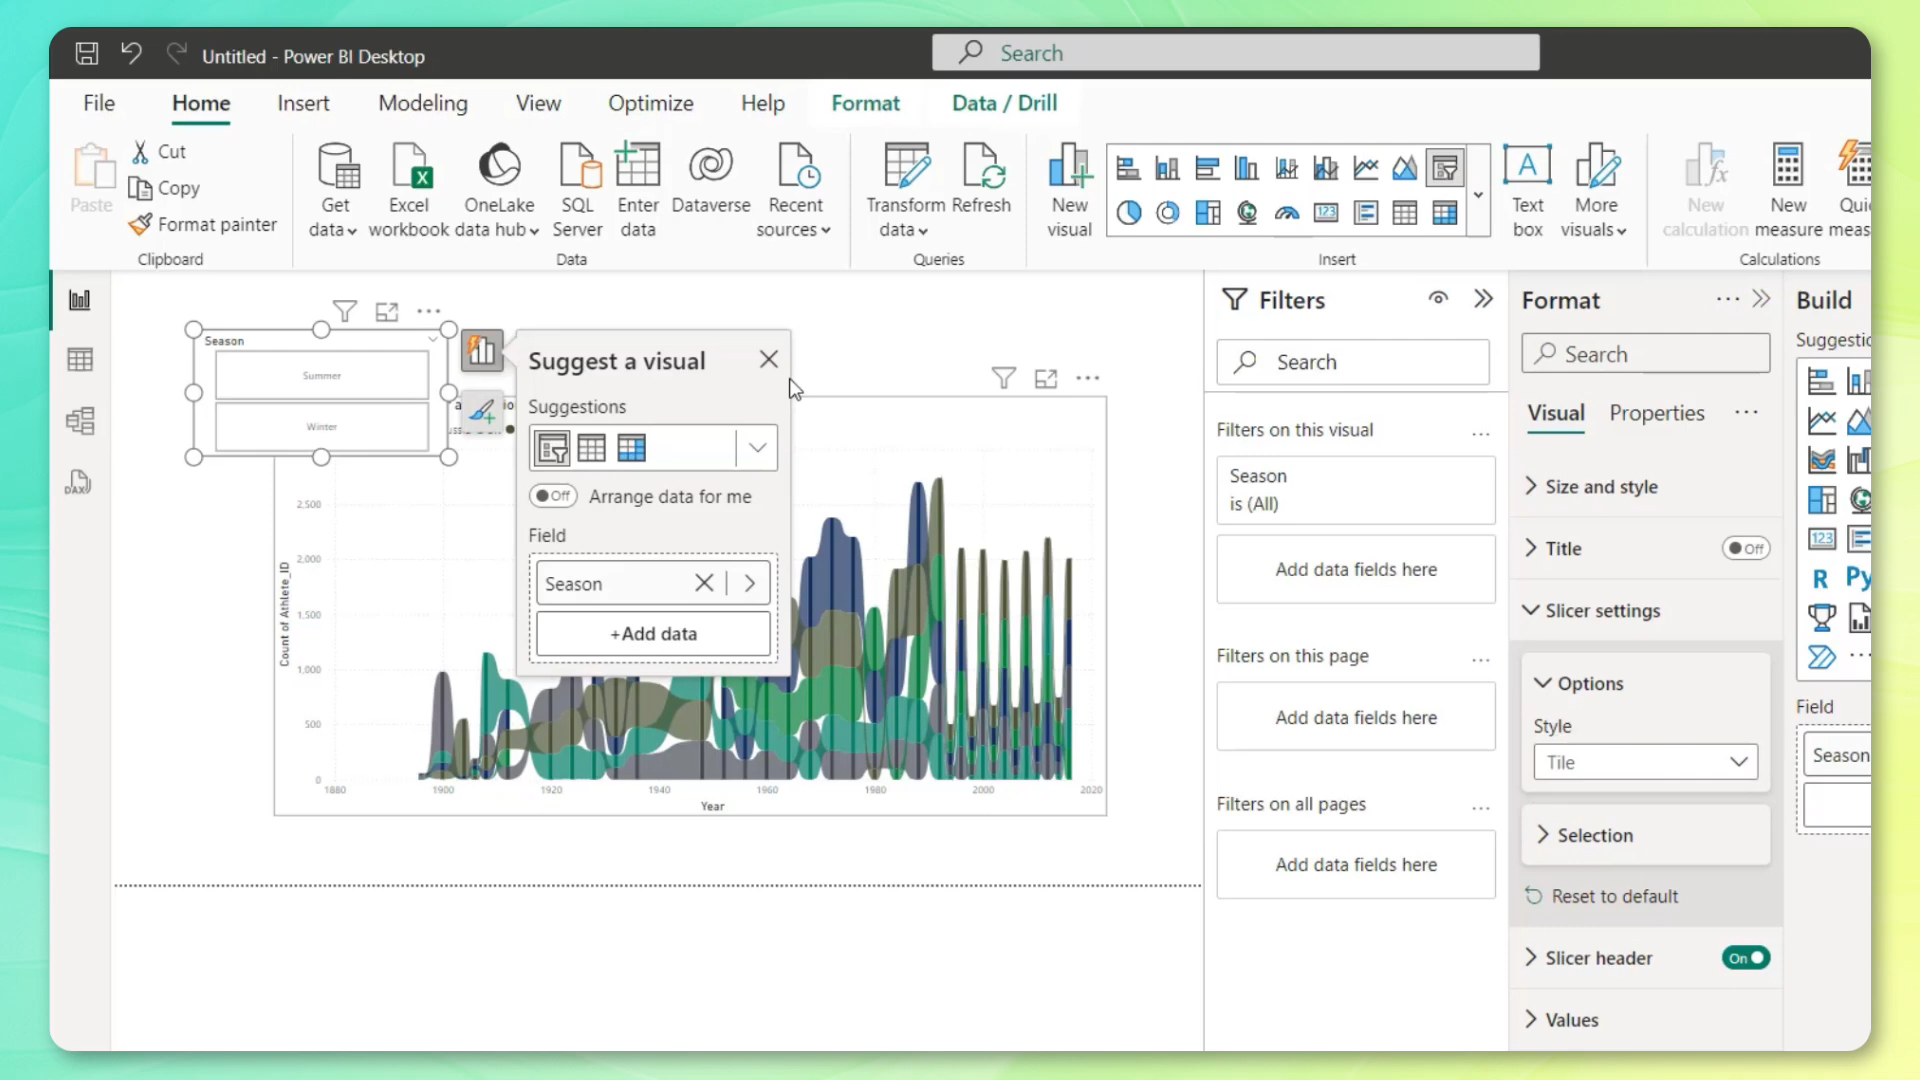 Untitled - Power BI Desktop
Search
File Home Insert Modeling View Optimize Help Format Data / Drill
Paste
Cut
Copy
Format painter
Clipboard
Get data
Excel workbook
OneLake data hub
SQL Server
Enter data
Dataverse
Recent sources
Data
Transform data
Refresh
Queries
New visual
123
Insert
A
Text box
More visuals
New calculation
New measure
Calculations
DAX
Season
Summer
Winter
Suggest a visual
Suggestions
Off Arrange data for me
Field
Season
+Add data
Count of Athlete_ID
2,500
2,000
1,500
1,000
500
0
1880 1900 1920 1940 1960 1980 2000 2020
Year
Filters
Search
Filters on this visual
Season
is (All)
Add data fields here
Filters on this page
Add data fields here
Filters on all pages
Add data fields here
Format
Search
Visual Properties
Size and style
Title Off
Slicer settings
Options
Style
Tile
Selection
Reset to default
Slicer header On
Values
Build
123
R Py
Field
Season